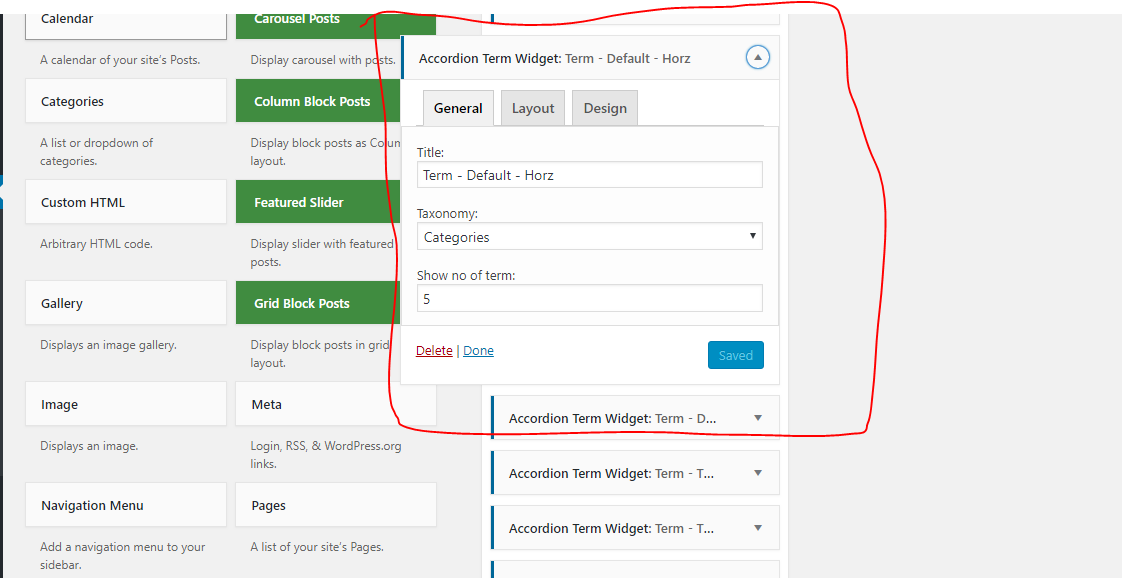 Calendar
A calendar of your site's Posts.
Categories
A list or dropdown of
categories.
Custom HTML
Arbitrary HTML code.
Gallery
Displays an image gallery.
Image
Displays an image.
Navigation Menu
Add a navigation menu to your
sidebar.
Carousel Posts
Display carousel with posts.
Column Block Posts
Display block posts as Colun
layout.
Featured Slider
Display slider with featured
posts.
Grid Block Posts
Display block posts in grid
layout.
Meta
Login, RSS, & WordPress.org
links.
Pages
A list of your site's Pages.
Accordion Term Widget: Term - Default - Horz
General Layout Design
Title:
Term - Default - Horz
Taxonomy:
Categories
Show no of term:
5
Delete | Done
Saved
Accordion Term Widget: Term - D...
Accordion Term Widget: Term - T...
Accordion Term Widget: Term - T...